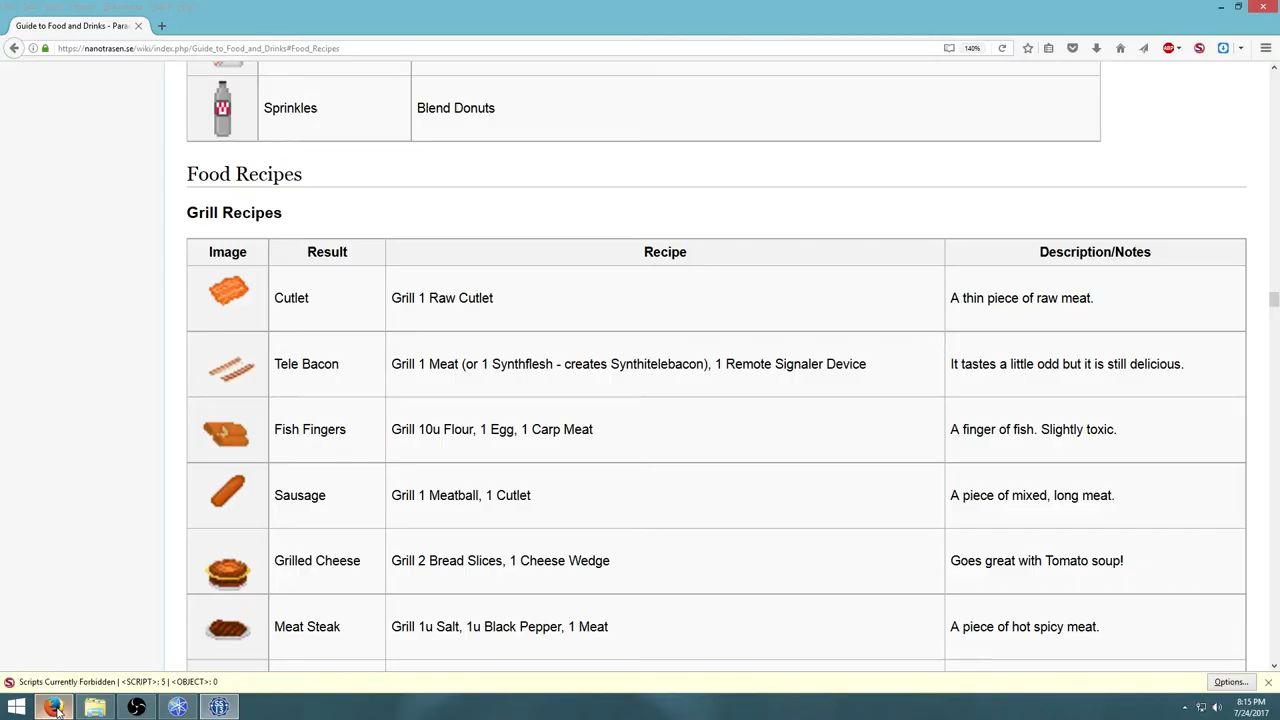 Guide to Food and Drinks - Para
https://nanotrasen.se/wiki/index.php/Guide_to_Food_and_Drinks#Food_Recipes
140%
ABP
Sprinkles
Blend Donuts
Food Recipes
Grill Recipes
Image
Result
Recipe
Description/Notes
Cutlet
Grill 1 Raw Cutlet
A thin piece of raw meat.
Tele Bacon
Grill 1 Meat (or 1 Synthflesh - creates Synthitelebacon), 1 Remote Signaler Device
It tastes a little odd but it is still delicious.
Fish Fingers
Grill 10u Flour, 1 Egg, 1 Carp Meat
A finger of fish. Slightly toxic.
Sausage
Grill 1 Meatball, 1 Cutlet
A piece of mixed, long meat.
Grilled Cheese
Grill 2 Bread Slices, 1 Cheese Wedge
Goes great with Tomato soup!
Meat Steak
Grill 1u Salt, 1u Black Pepper, 1 Meat
A piece of hot spicy meat.
Scripts Currently Forbidden | <SCRIPT>: 5 | <OBJECT>: 0
Options...
8:15 PM
7/24/2017